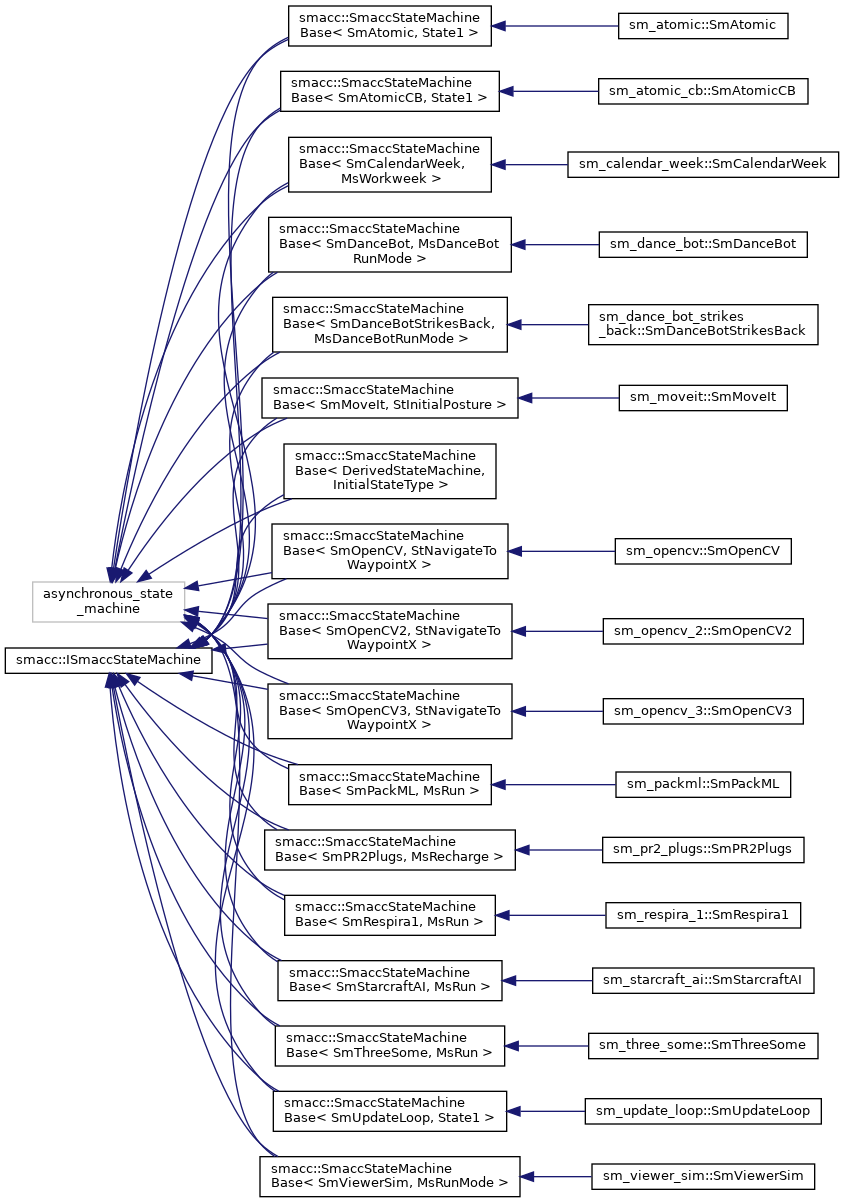 smacc::SmaccStateMachine
Base< SmAtomic, State1 >
sm_atomic::SmAtomic
smacc::SmaccStateMachine
Base< SmAtomicCB, State1 >
sm_atomic_cb::SmAtomicCB
smacc::SmaccStateMachine
Base< SmCalendarWeek,
MsWorkweek >
sm_calendar_week::SmCalendarWeek
smacc::SmaccStateMachine
Base< SmDanceBot, MsDanceBot
RunMode >
sm_dance_bot::SmDanceBot
smacc::SmaccStateMachine
Base< SmDanceBotStrikesBack,
MsDanceBotRunMode >
sm_dance_bot_strikes
_back::SmDanceBotStrikesBack
smacc::SmaccStateMachine
Base< SmMoveIt, StInitialPosture >
sm_moveit::SmMoveIt
smacc::SmaccStateMachine
Base< DerivedStateMachine,
InitialStateType >
smacc::SmaccStateMachine
Base< SmOpenCV, StNavigateTo
WaypointX >
sm_opencv::SmOpenCV
asynchronous_state
_machine
smacc::SmaccStateMachine
Base< SmOpenCV2, StNavigateTo
WaypointX >
sm_opencv_2::SmOpenCV2
smacc::ISmaccStateMachine
smacc::SmaccStateMachine
Base< SmOpenCV3, StNavigateTo
WaypointX >
sm_opencv_3::SmOpenCV3
smacc::SmaccStateMachine
Base< SmPackML, MsRun >
sm_packml::SmPackML
smacc::SmaccStateMachine
Base< SmPR2Plugs, MsRecharge >
sm_pr2_plugs::SmPR2Plugs
smacc::SmaccStateMachine
Base< SmRespira1, MsRun >
sm_respira_1::SmRespira1
smacc::SmaccStateMachine
Base< SmStarcraftAI, MsRun >
sm_starcraft_ai::SmStarcraftAI
smacc::SmaccStateMachine
Base< SmThreeSome, MsRun >
sm_three_some::SmThreeSome
smacc::SmaccStateMachine
Base< SmUpdateLoop, State1 >
sm_update_loop::SmUpdateLoop
smacc::SmaccStateMachine
Base< SmViewerSim, MsRunMode >
sm_viewer_sim::SmViewerSim